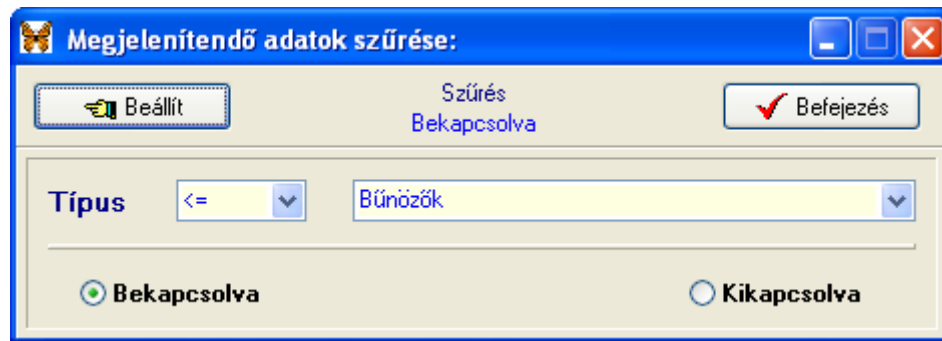 Megjelenítendő adatok szűrése:
Beállít
Szűrés
Bekapcsolva
Befejezés
Típus <= Bűnözők
Bekapcsolva Kikapcsolva